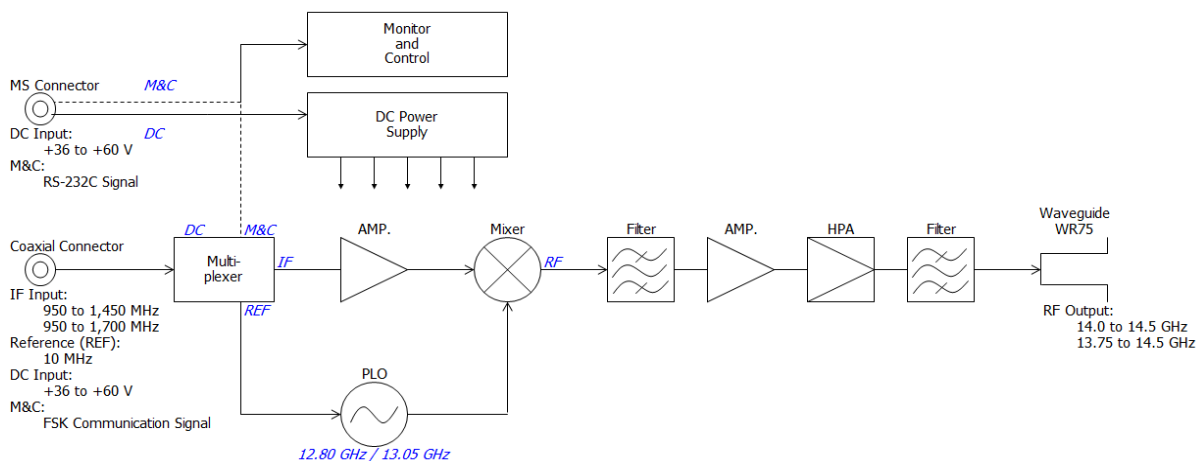 Monitor
and
Control
MS Connector
M&C
DC Input:
DC
+36 to +60 V
M&C:
RS-232C Signal
DC Power
Supply
Coaxial Connector
DC
M&C
Multi-
plexer
IF
REF
AMP.
Mixer
RF
Filter
AMP.
HPA
Filter
Waveguide
WR75
IF Input:
950 to 1,450 MHz
950 to 1,700 MHz
Reference (REF):
10 MHz
DC Input:
+36 to +60 V
M&C:
FSK Communication Signal
RF Output:
14.0 to 14.5 GHz
13.75 to 14.5 GHz
PLO
12.80 GHz / 13.05 GHz